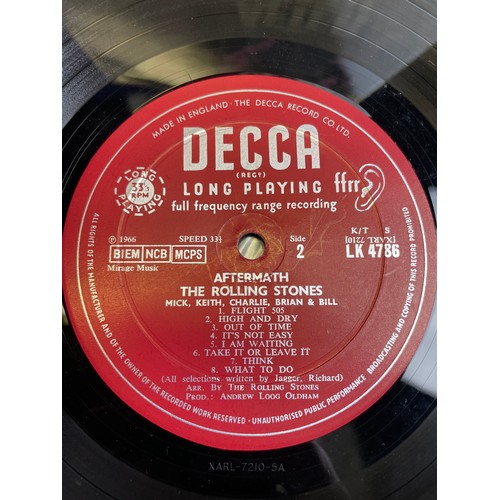 MADE IN ENGLAND · THE DECCA RECORD CO. LTD.
DECCA
(REGD)
LONG PLAYING ffrr
full frequency range recording
LONG 33⅓ RPM PLAYING
K/T S
℗ 1966 SPEED 33⅓ Side [XARL 7210]
BIEM NCB MCPS 2 LK 4786
Mirage Music
AFTERMATH
THE ROLLING STONES
MICK, KEITH, CHARLIE, BRIAN & BILL
1. FLIGHT 505
2. HIGH AND DRY
3. OUT OF TIME
4. IT'S NOT EASY
5. I AM WAITING
6. TAKE IT OR LEAVE IT
7. THINK
8. WHAT TO DO
(All selections written by Jagger, Richard)
ARR. BY THE ROLLING STONES
PROD.: ANDREW LOOG OLDHAM
ALL RIGHTS OF THE MANUFACTURER AND OF THE OWNER OF THE RECORDED WORK RESERVED · UNAUTHORISED PUBLIC PERFORMANCE BROADCASTING AND COPYING OF THIS RECORD PROHIBITED
XARL-7210-5A